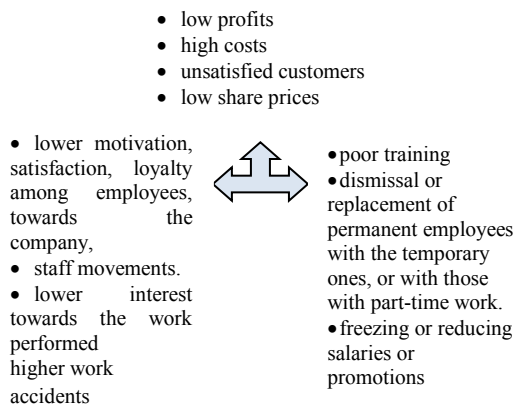 • low profits
• high costs
• unsatisfied customers
• low share prices
• lower motivation,
satisfaction, loyalty
among employees,
towards the
company,
• staff movements.
• lower interest
towards the work
performed
higher work
accidents
• poor training
• dismissal or
replacement of
permanent employees
with the temporary
ones, or with those
with part-time work.
• freezing or reducing
salaries or
promotions